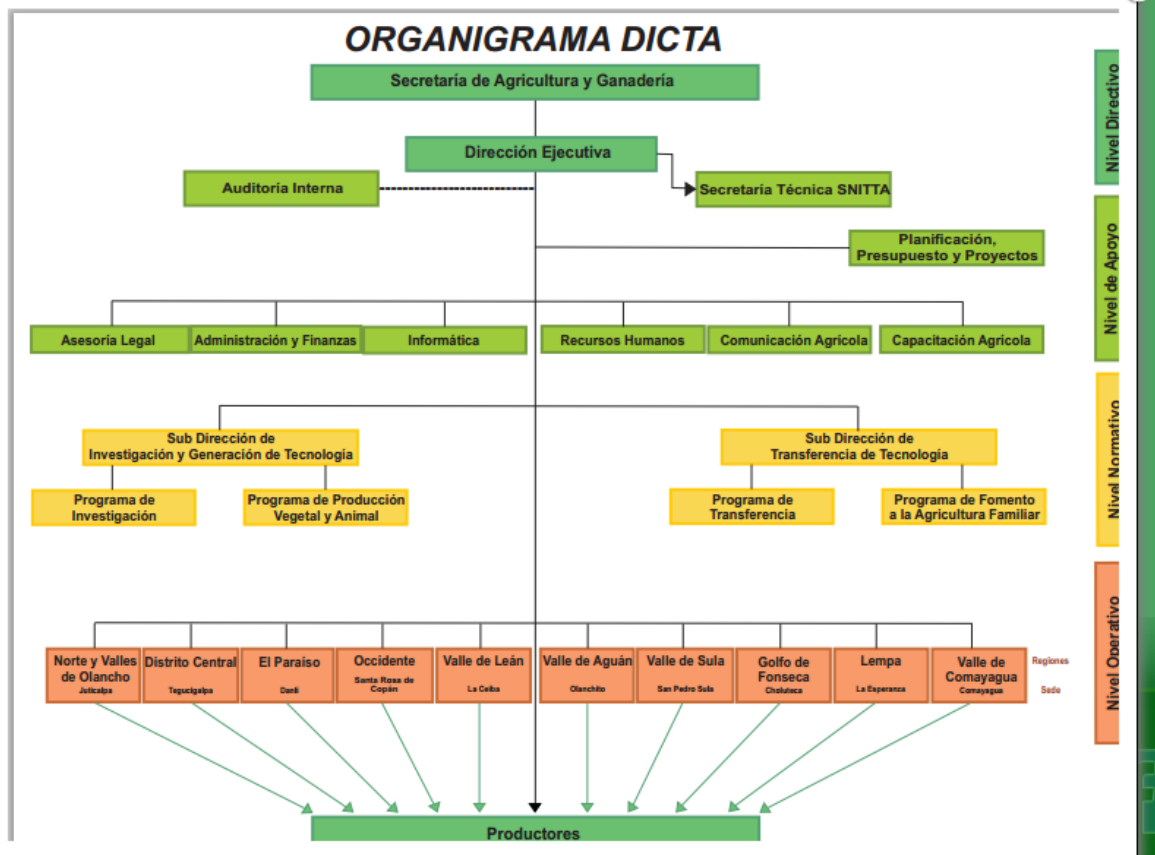 ORGANIGRAMA DICTA
Secretaría de Agricultura y Ganadería
Dirección Ejecutiva
Auditoría Interna
Secretaría Técnica SNITTA
Planificación,
Presupuesto y Proyectos
Asesoría Legal
Administración y Finanzas
Informática
Recursos Humanos
Comunicación Agrícola
Capacitación Agrícola
Sub Dirección de
Investigación y Generación de Tecnología
Sub Dirección de
Transferencia de Tecnología
Programa de
Investigación
Programa de Producción
Vegetal y Animal
Programa de
Transferencia
Programa de Fomento
a la Agricultura Familiar
Norte y Valles
de Olancho
Juticalpa
Distrito Central
Tegucigalpa
El Paraíso
Danlí
Occidente
Santa Rosa de
Copán
Valle de Leán
La Ceiba
Valle de Aguán
Olanchito
Valle de Sula
San Pedro Sula
Golfo de
Fonseca
Choluteca
Lempa
La Esperanza
Valle de
Comayagua
Comayagua
Regiones
Sede
Productores
Nivel Directivo
Nivel de Apoyo
Nivel Normativo
Nivel Operativo